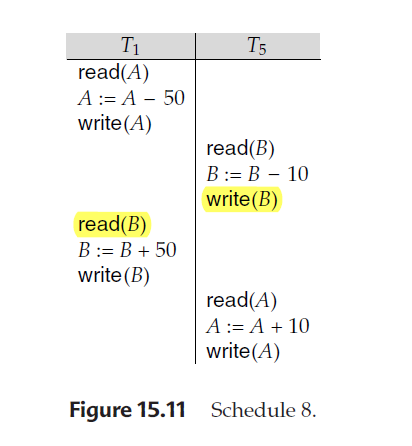 T₁ T₅
read(A)
A := A − 50
write(A)
read(B)
B := B − 10
write(B)
read(B)
B := B + 50
write(B)
read(A)
A := A + 10
write(A)
Figure 15.11 Schedule 8.